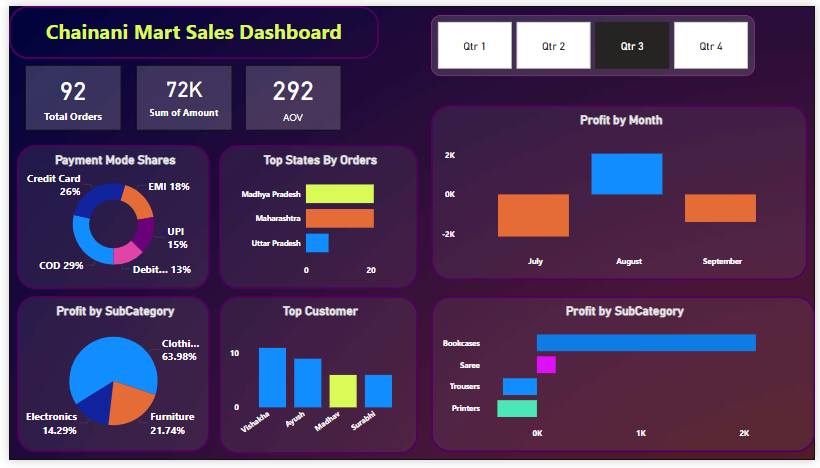 Chainani Mart Sales Dashboard
Qtr 1
Qtr 2
Qtr 3
Qtr 4
92
Total Orders
72K
Sum of Amount
292
AOV
Payment Mode Shares
Credit Card
26%
EMI 18%
UPI
15%
COD 29%
Debit... 13%
Top States By Orders
Madhya Pradesh
Maharashtra
Uttar Pradesh
0
20
Profit by Month
2K
0K
-2K
July
August
September
Profit by SubCategory
Clothi...
63.98%
Electronics
14.29%
Furniture
21.74%
Top Customer
10
0
Vishakha
Ayush
Madhav
Surabhi
Profit by SubCategory
Bookcases
Saree
Trousers
Printers
0K
1K
2K